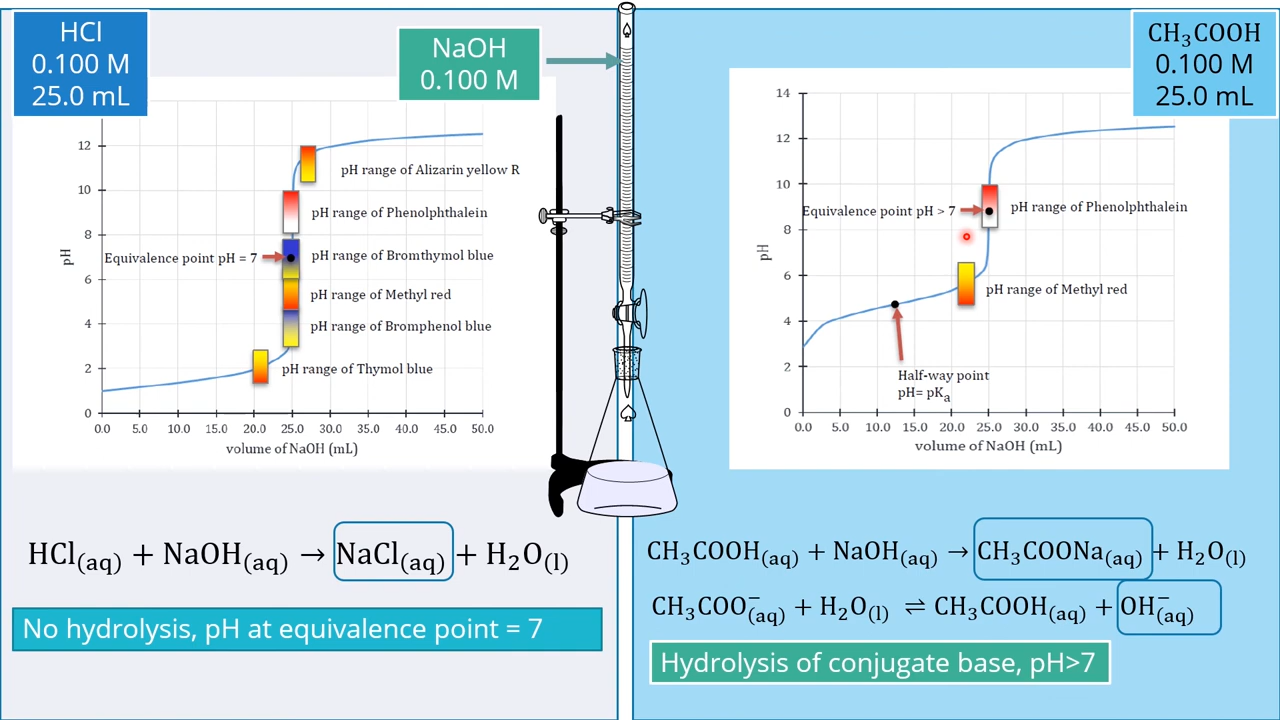 HCl
0.100 M
25.0 mL
NaOH
0.100 M
CH₃COOH
0.100 M
25.0 mL
pH
12
10
8
6
4
2
0
0.0 5.0 10.0 15.0 20.0 25.0 30.0 35.0 40.0 45.0 50.0
volume of NaOH (mL)
pH range of Alizarin yellow R
pH range of Phenolphthalein
Equivalence point pH = 7
pH range of Bromthymol blue
pH range of Methyl red
pH range of Bromphenol blue
pH range of Thymol blue
pH
14
12
10
8
6
4
2
0
0.0 5.0 10.0 15.0 20.0 25.0 30.0 35.0 40.0 45.0 50.0
volume of NaOH (mL)
Equivalence point pH > 7
pH range of Phenolphthalein
pH range of Methyl red
Half-way point
pH= pKa
HCl(aq) + NaOH(aq) → NaCl(aq) + H₂O(l)
No hydrolysis, pH at equivalence point = 7
CH₃COOH(aq) + NaOH(aq) → CH₃COONa(aq) + H₂O(l)
CH₃COO⁻(aq) + H₂O(l) ⇌ CH₃COOH(aq) + OH⁻(aq)
Hydrolysis of conjugate base, pH>7